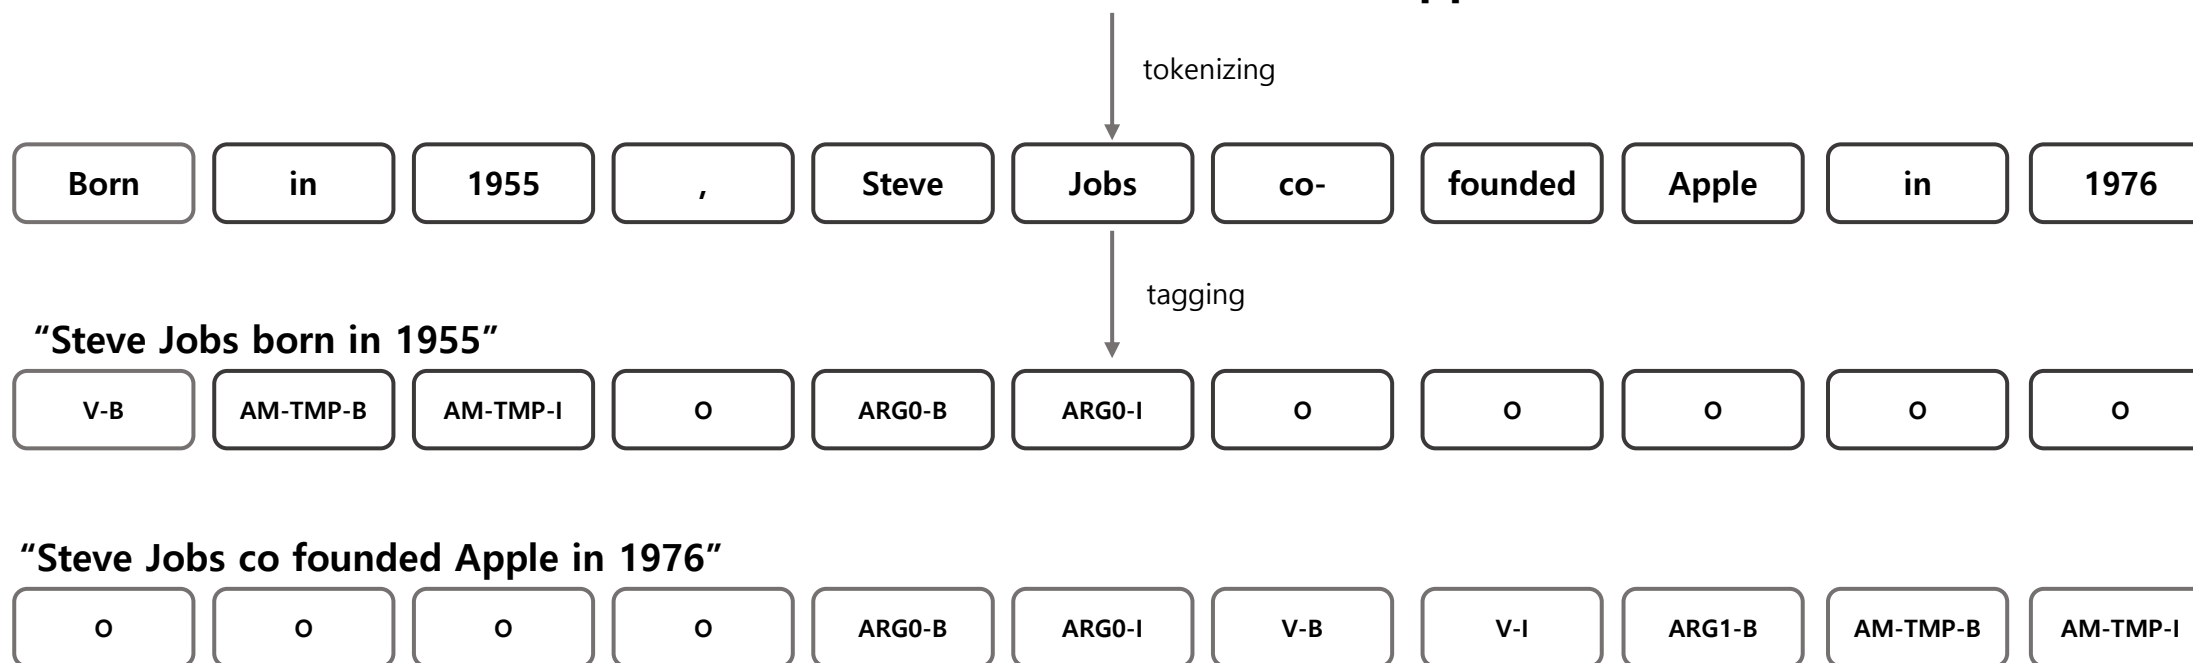 tokenizing
Born in 1955 , Steve Jobs co- founded Apple in 1976
tagging
“Steve Jobs born in 1955”
V-B AM-TMP-B AM-TMP-I O ARG0-B ARG0-I O O O O O
“Steve Jobs co founded Apple in 1976”
O O O O ARG0-B ARG0-I V-B V-I ARG1-B AM-TMP-B AM-TMP-I